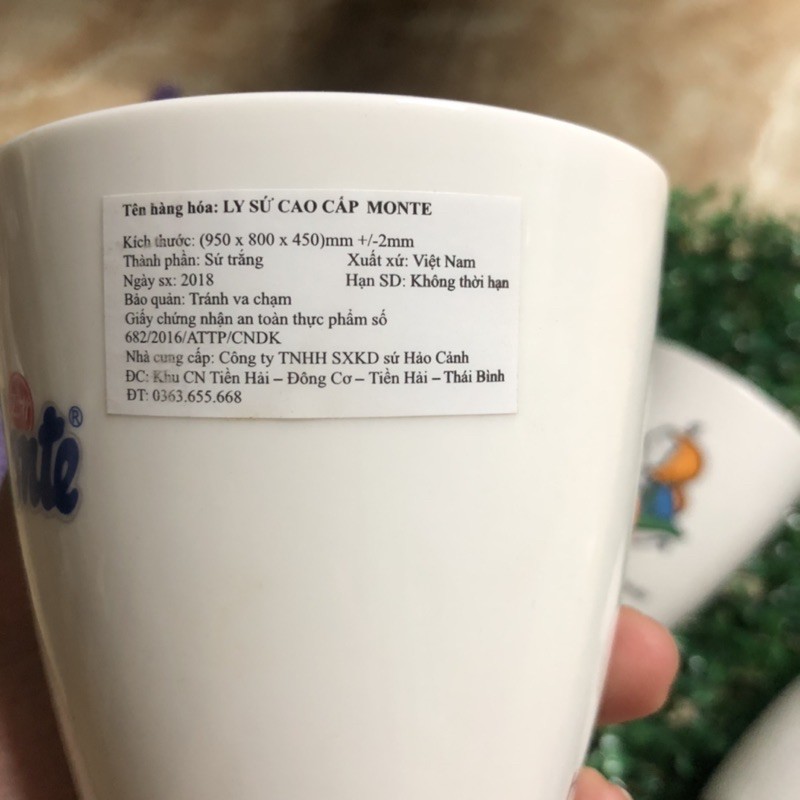 Tên hàng hóa: LY SỨ CAO CẤP MONTE
Kích thước: (950 x 800 x 450)mm +/-2mm
Thành phần: Sứ trắng Xuất xứ: Việt Nam
Ngày sx: 2018 Hạn SD: Không thời hạn
Bảo quản: Tránh va chạm
Giấy chứng nhận an toàn thực phẩm số
682/2016/ATTP/CNDK
Nhà cung cấp: Công ty TNHH SXKD sứ Hảo Cảnh
ĐC: Khu CN Tiền Hải – Đông Cơ – Tiền Hải – Thái Bình
ĐT: 0363.655.668